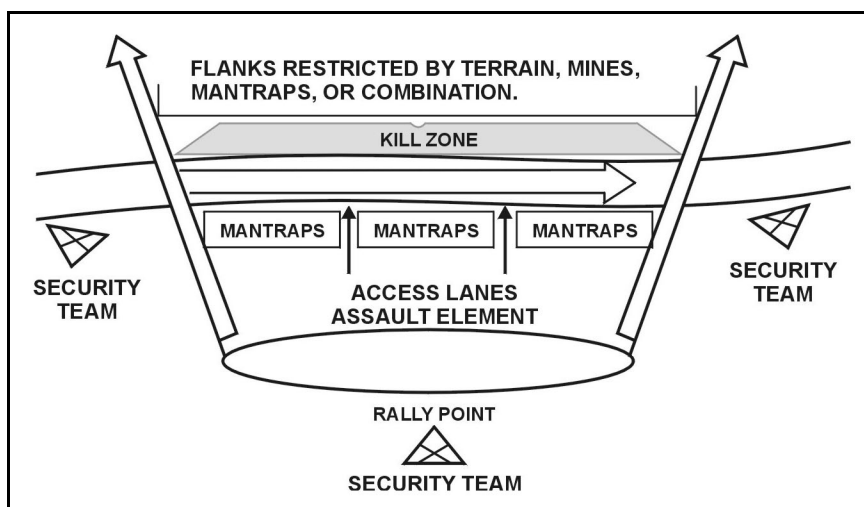 FLANKS RESTRICTED BY TERRAIN, MINES,
MANTRAPS, OR COMBINATION.
KILL ZONE
MANTRAPS
MANTRAPS
MANTRAPS
SECURITY
TEAM
ACCESS LANES
ASSAULT ELEMENT
SECURITY
TEAM
RALLY POINT
SECURITY TEAM